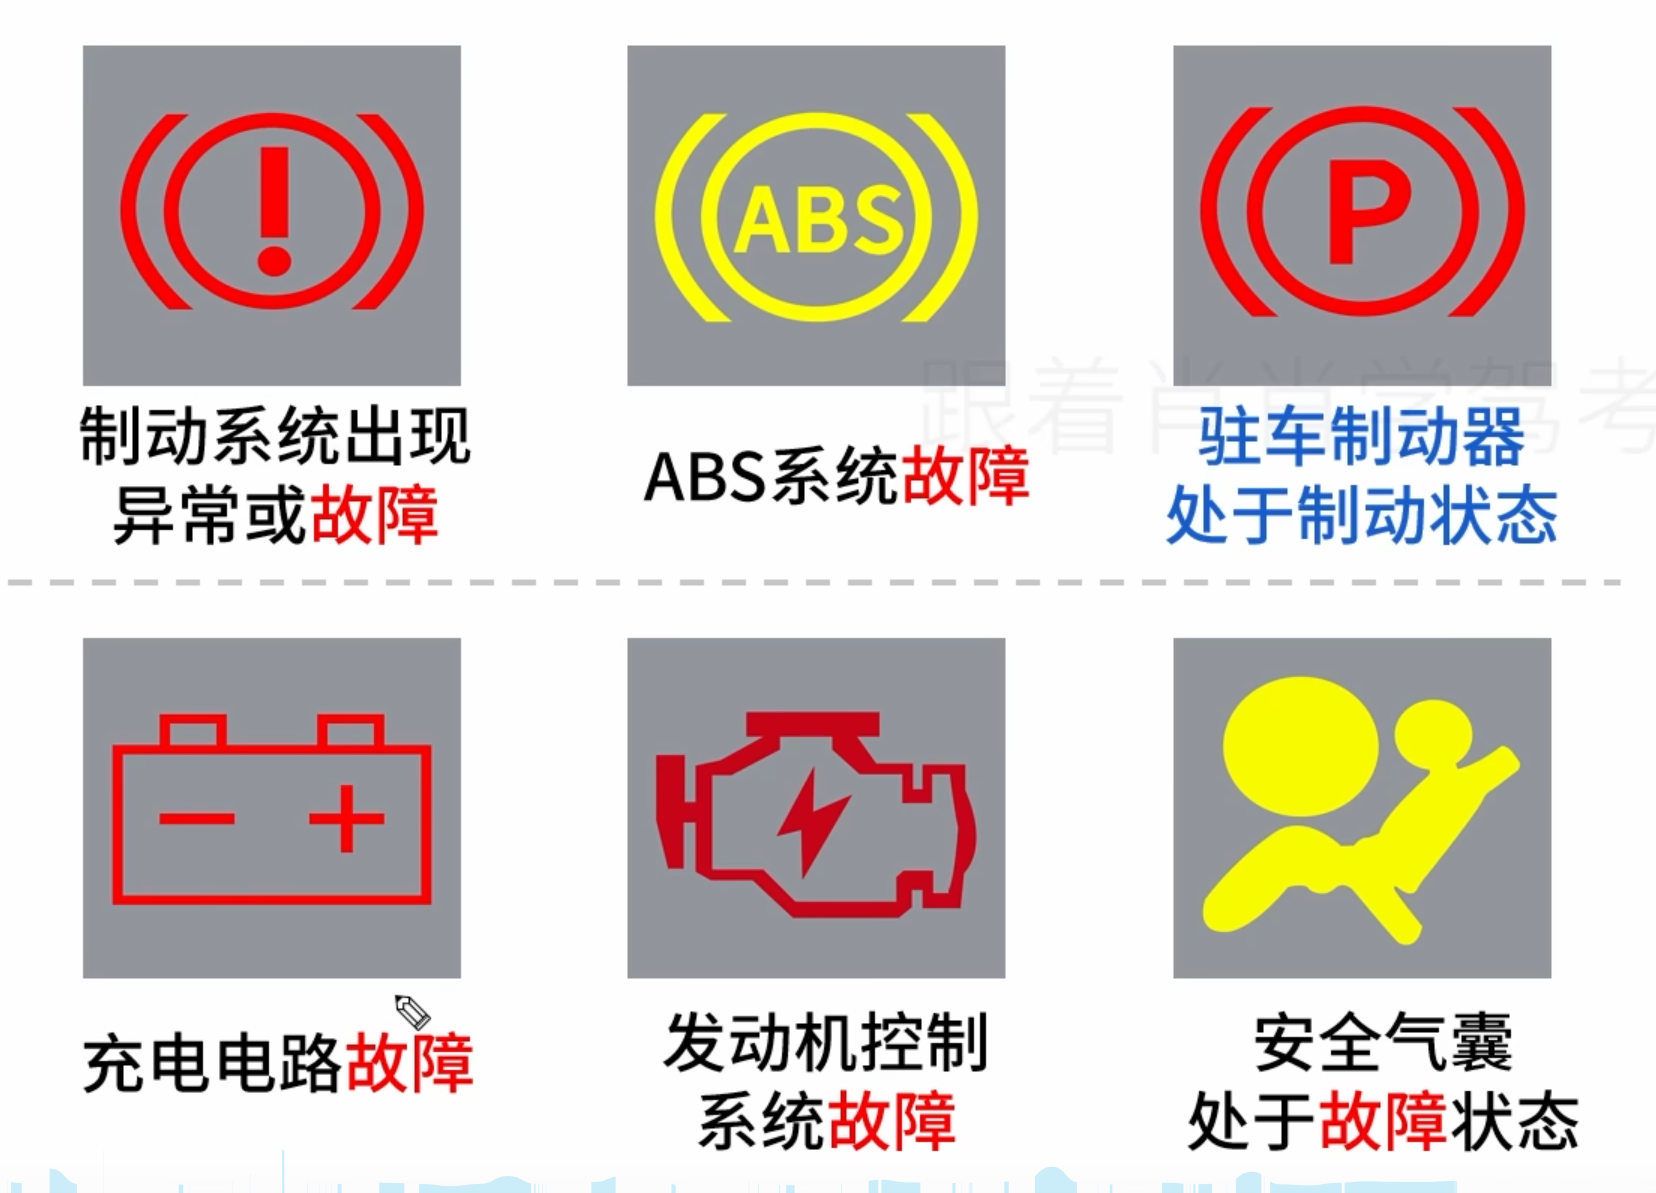 !
ABS
P
跟着肖肖学驾考
制动系统出现
异常或故障
ABS系统故障
驻车制动器
处于制动状态
− +
充电电路故障
发动机控制
系统故障
安全气囊
处于故障状态